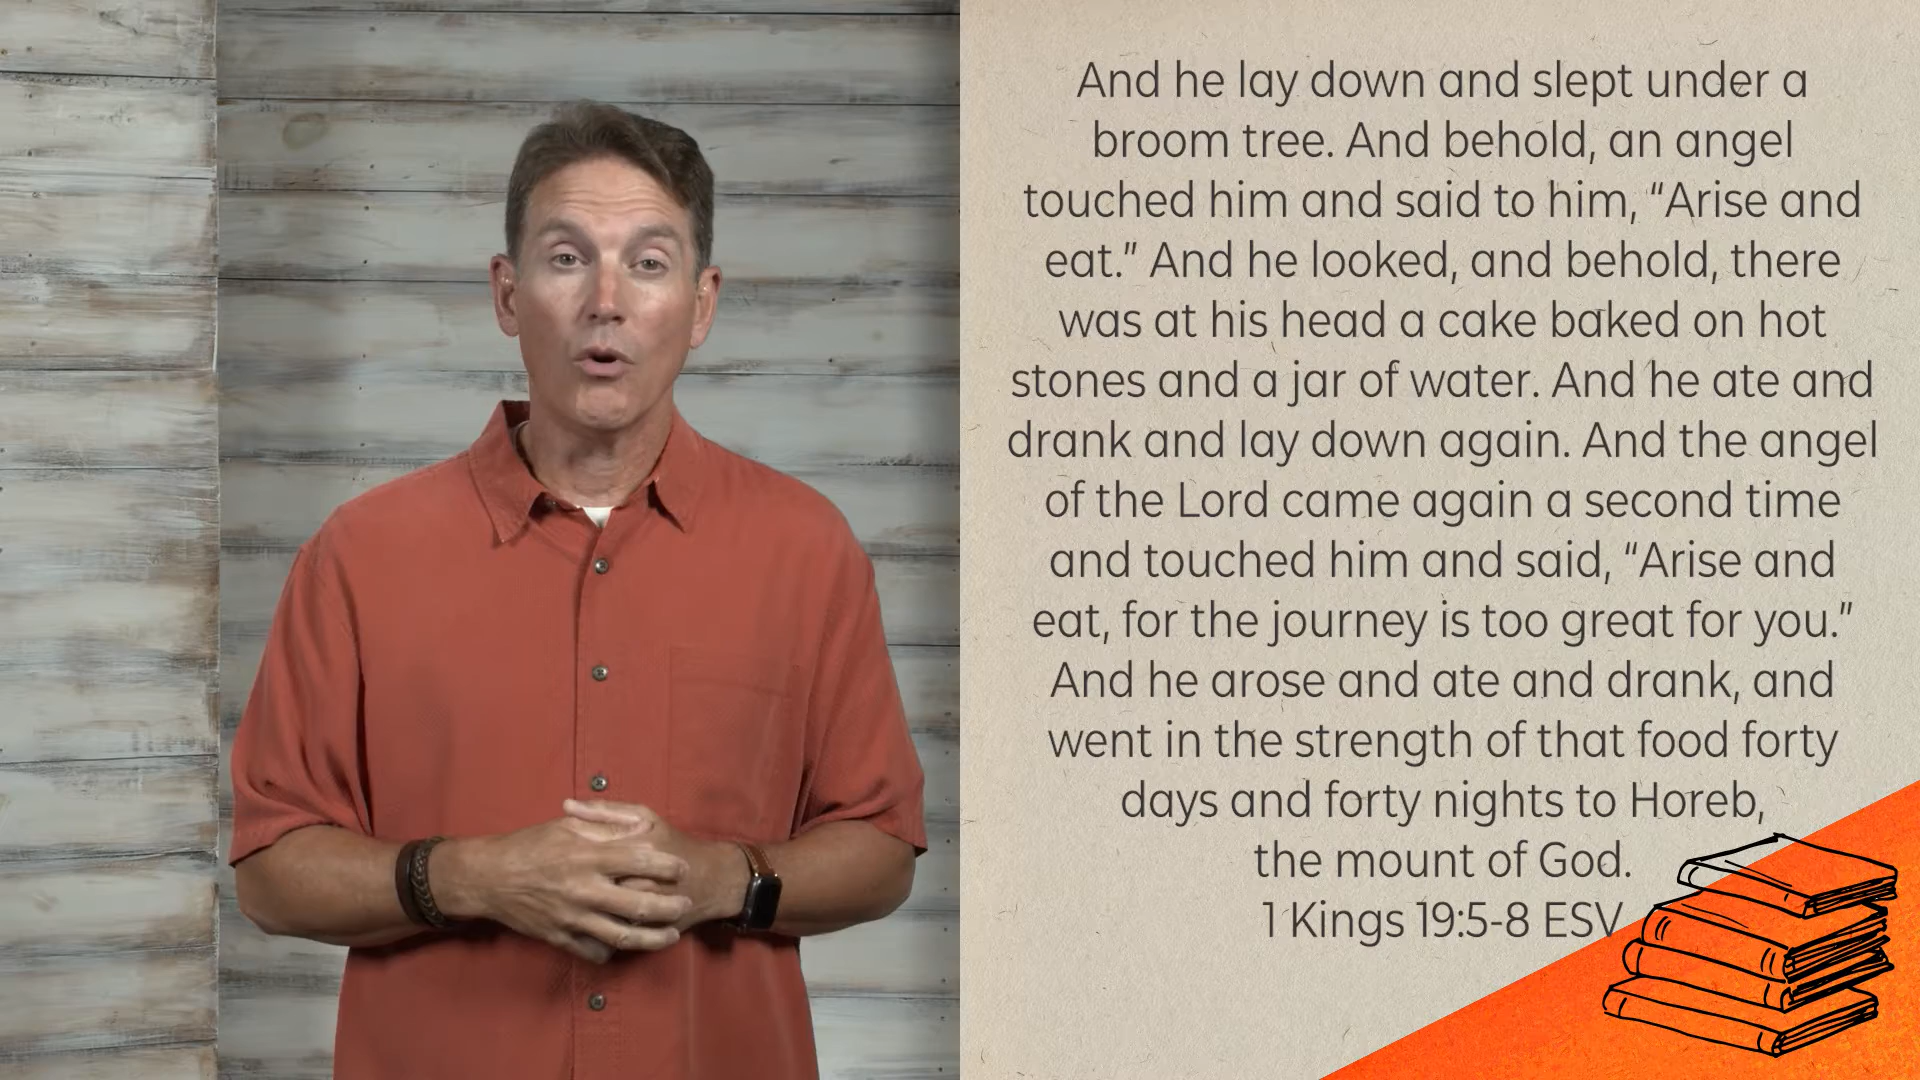 And he lay down and slept under a
broom tree. And behold, an angel
touched him and said to him, “Arise and
eat.” And he looked, and behold, there
was at his head a cake baked on hot
stones and a jar of water. And he ate and
drank and lay down again. And the angel
of the Lord came again a second time
and touched him and said, “Arise and
eat, for the journey is too great for you.”
And he arose and ate and drank, and
went in the strength of that food forty
days and forty nights to Horeb,
the mount of God.
1 Kings 19:5-8 ESV